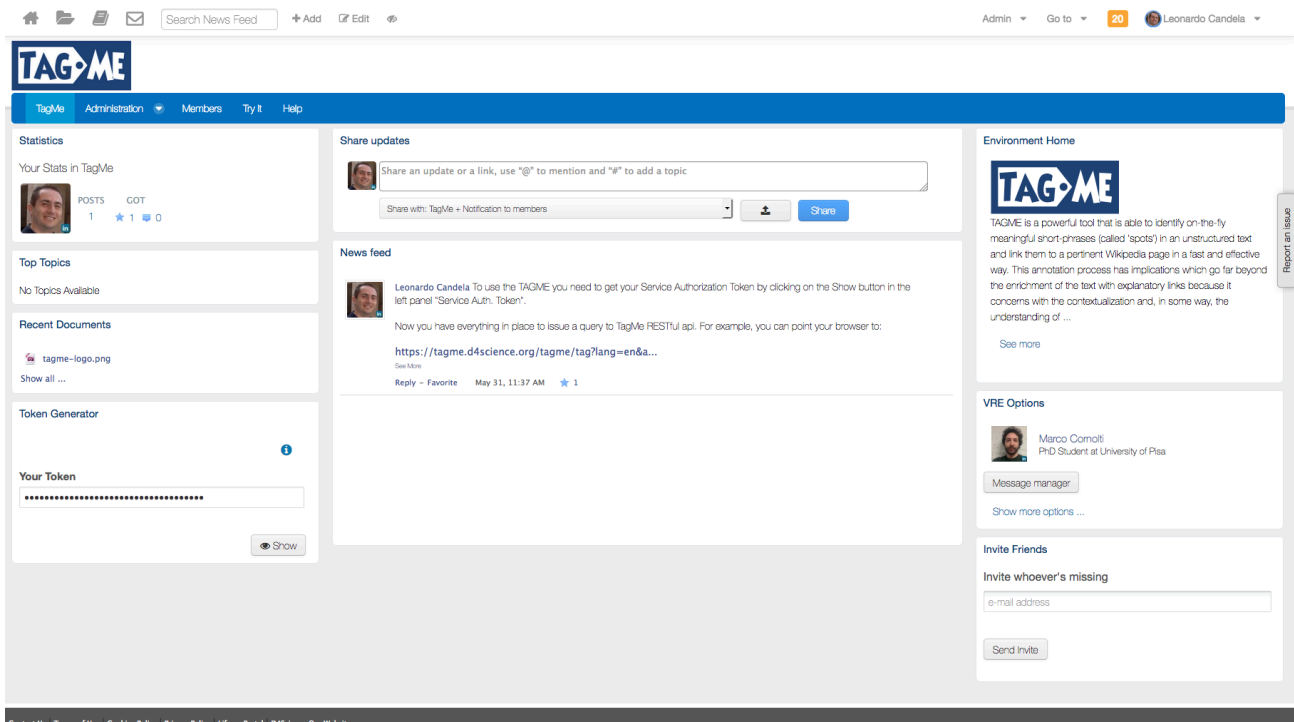 Search News Feed
+ Add
Edit
Admin
Go to
20
Leonardo Candela
TAG ME
TagMe
Administration
Members
Try It
Help
Statistics
Your Stats in TagMe
POSTS GOT
1 1 0
Top Topics
No Topics Available
Recent Documents
tagme-logo.png
Show all ...
Token Generator
Your Token
••••••••••••••••••••••••••••••••••••
Show
Share updates
Share an update or a link, use "@" to mention and "#" to add a topic
Share with: TagMe + Notification to members
Share
News feed
Leonardo Candela To use the TAGME you need to get your Service Authorization Token by clicking on the Show button in the
left panel "Service Auth. Token".
Now you have everything in place to issue a query to TagMe RESTful api. For example, you can point your browser to:
https://tagme.d4science.org/tagme/tag?lang=en&a...
See More
Reply - Favorite May 31, 11:37 AM 1
Environment Home
TAG ME
TAGME is a powerful tool that is able to identify on-the-fly
meaningful short-phrases (called 'spots') in an unstructured text
and link them to a pertinent Wikipedia page in a fast and effective
way. This annotation process has implications which go far beyond
the enrichment of the text with explanatory links because it
concerns with the contextualization and, in some way, the
understanding of ...
See more
VRE Options
Marco Cornolti
PhD Student at University of Pisa
Message manager
Show more options ...
Invite Friends
Invite whoever's missing
e-mail address
Send Invite
Report an issue